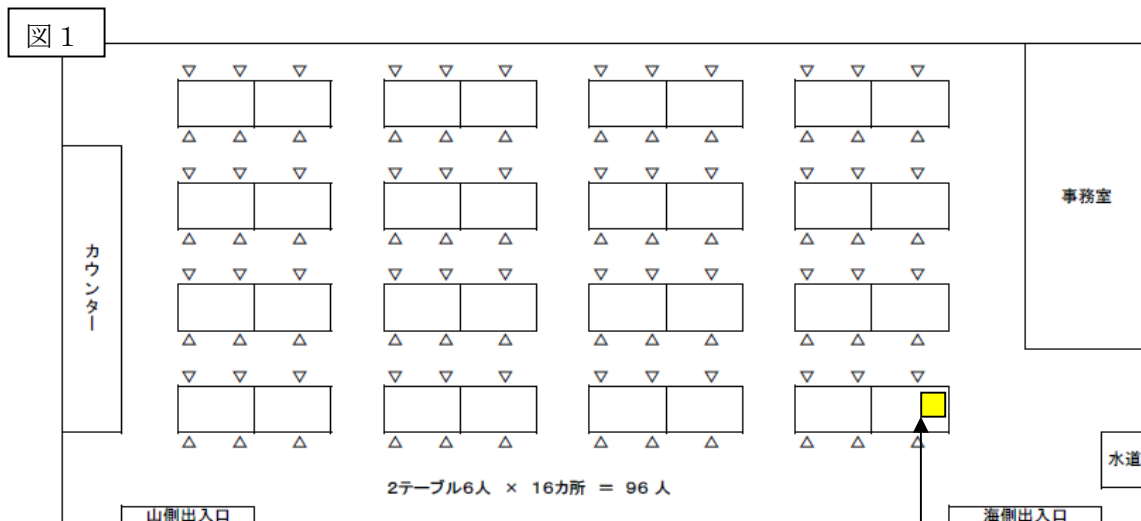 図1
事務室
カウンター
水道
2テーブル6人 × 16カ所 = 96 人
山側出入口
海側出入口